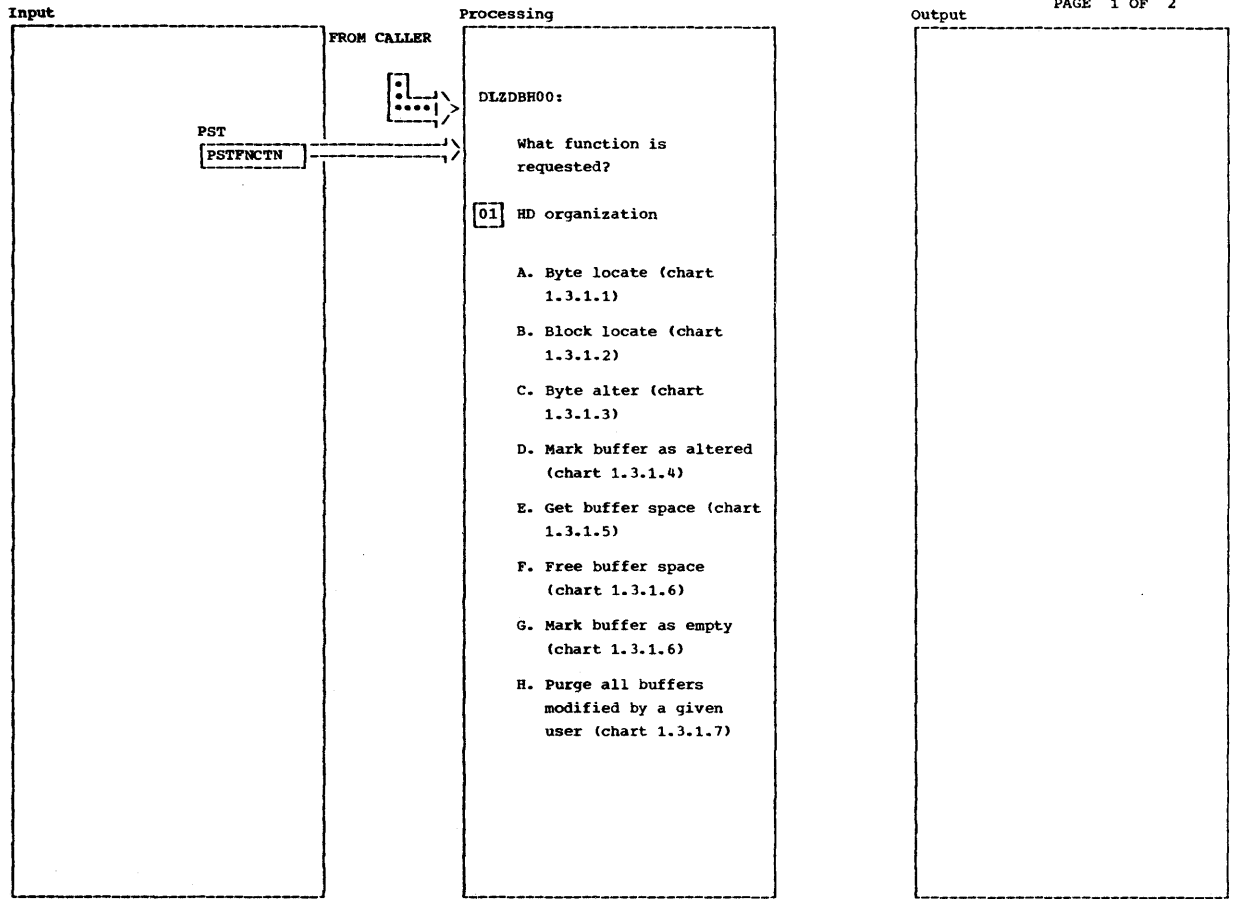 PAGE 1 OF 2
Input
Processing
Output
FROM CALLER
DLZDBH00:
PST
PSTFNCTN
What function is
requested?
01 HD organization
A. Byte locate (chart
1.3.1.1)
B. Block locate (chart
1.3.1.2)
C. Byte alter (chart
1.3.1.3)
D. Mark buffer as altered
(chart 1.3.1.4)
E. Get buffer space (chart
1.3.1.5)
F. Free buffer space
(chart 1.3.1.6)
G. Mark buffer as empty
(chart 1.3.1.6)
H. Purge all buffers
modified by a given
user (chart 1.3.1.7)